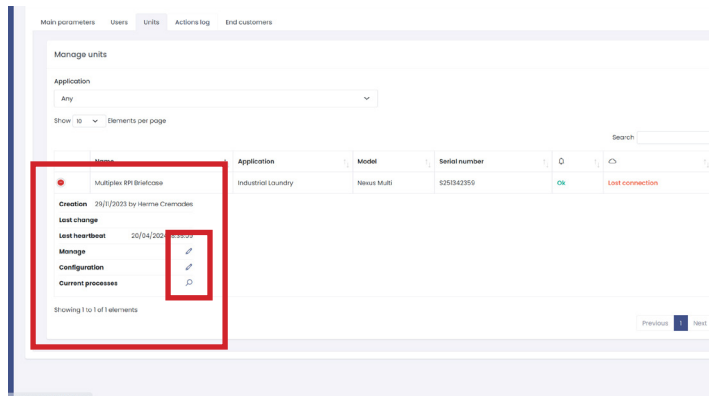 Main parameters Users Units Actions log End customers
Manage units
Application
Any
Show 10 Elements per page
Search
Name Application Model Serial number
Multiplex RPI Briefcase Industrial Laundry Nexus Multi S251342359 Ok Lost connection
Creation 29/11/2023 by Herme Cremades
Last change
Last heartbeat 20/04/2024
Manage
Configuration
Current processes
Showing 1 to 1 of 1 elements
Previous 1 Next